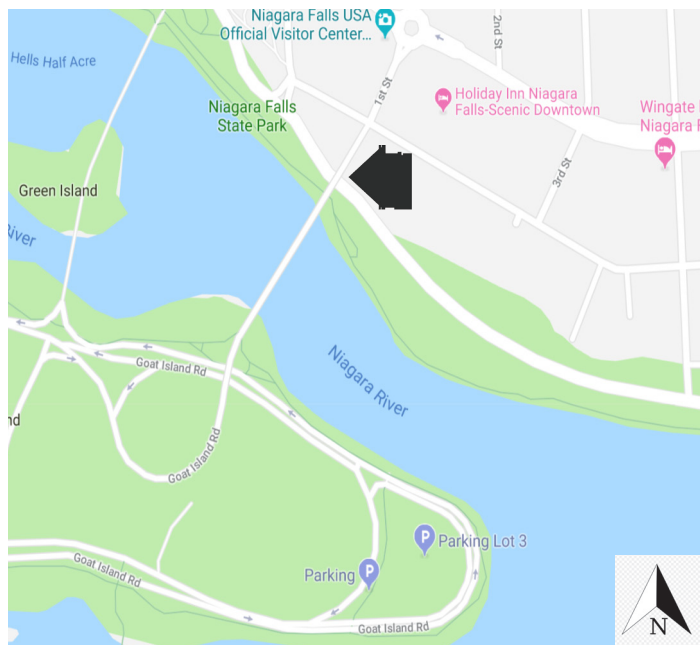 Niagara Falls USA
Official Visitor Center...
Hells Half Acre
2nd St
1st St
Holiday Inn Niagara
Falls-Scenic Downtown
Wingate
Niagara
Niagara Falls
State Park
3rd St
Green Island
River
Niagara River
Goat Island Rd
nd
Goat Island Rd
P
Parking Lot 3
P
Parking
Goat Island Rd
Goat Island Rd
N